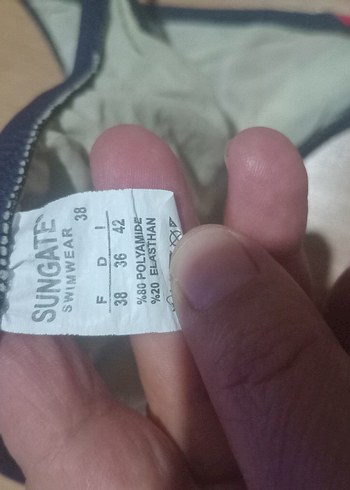 SUNGATE
SWIMWEAR 38
F D I
38 36 42
%80 POLYAMIDE
%20 ELASTHAN